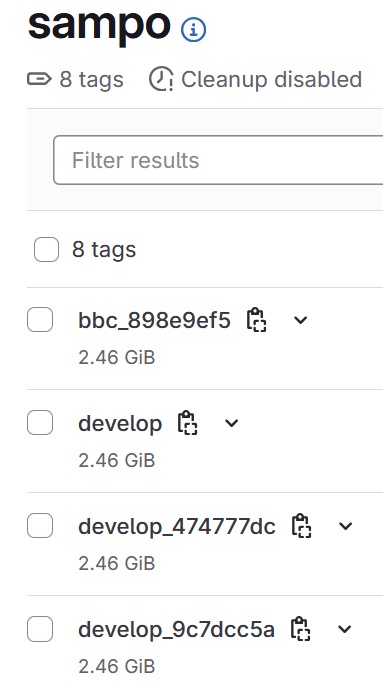 sampo
8 tags Cleanup disabled
Filter results
8 tags
bbc_898e9ef5
2.46 GiB
develop
2.46 GiB
develop_474777dc
2.46 GiB
develop_9c7dcc5a
2.46 GiB